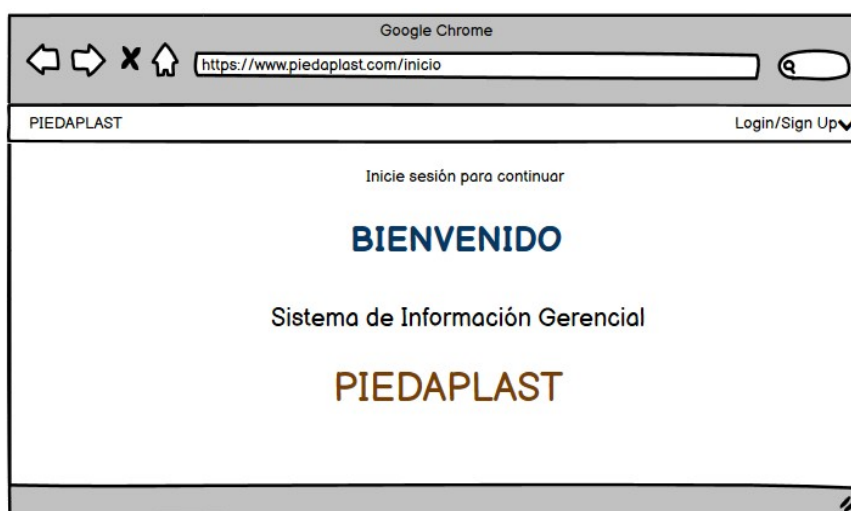 Google Chrome
https://www.piedaplast.com/inicio
PIEDAPLAST
Login/Sign Up
Inicie sesión para continuar
BIENVENIDO
Sistema de Información Gerencial
PIEDAPLAST